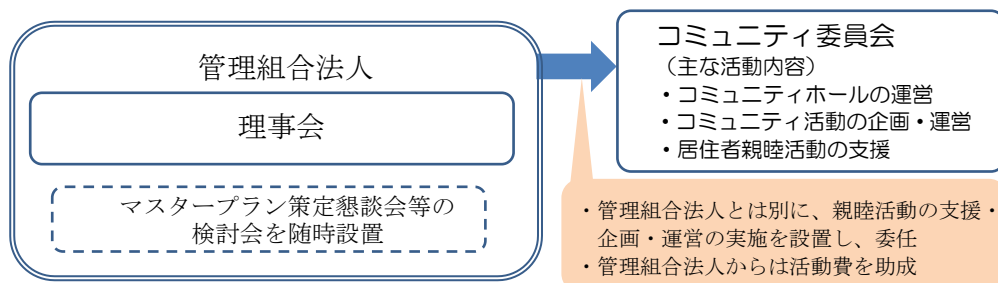 管理組合法人
理事会
マスタープラン策定懇談会等の
検討会を随時設置
コミュニティ委員会
（主な活動内容）
・コミュニティホールの運営
・コミュニティ活動の企画・運営
・居住者親睦活動の支援
・管理組合法人とは別に、親睦活動の支援・
企画・運営の実施を設置し、委任
・管理組合法人からは活動費を助成